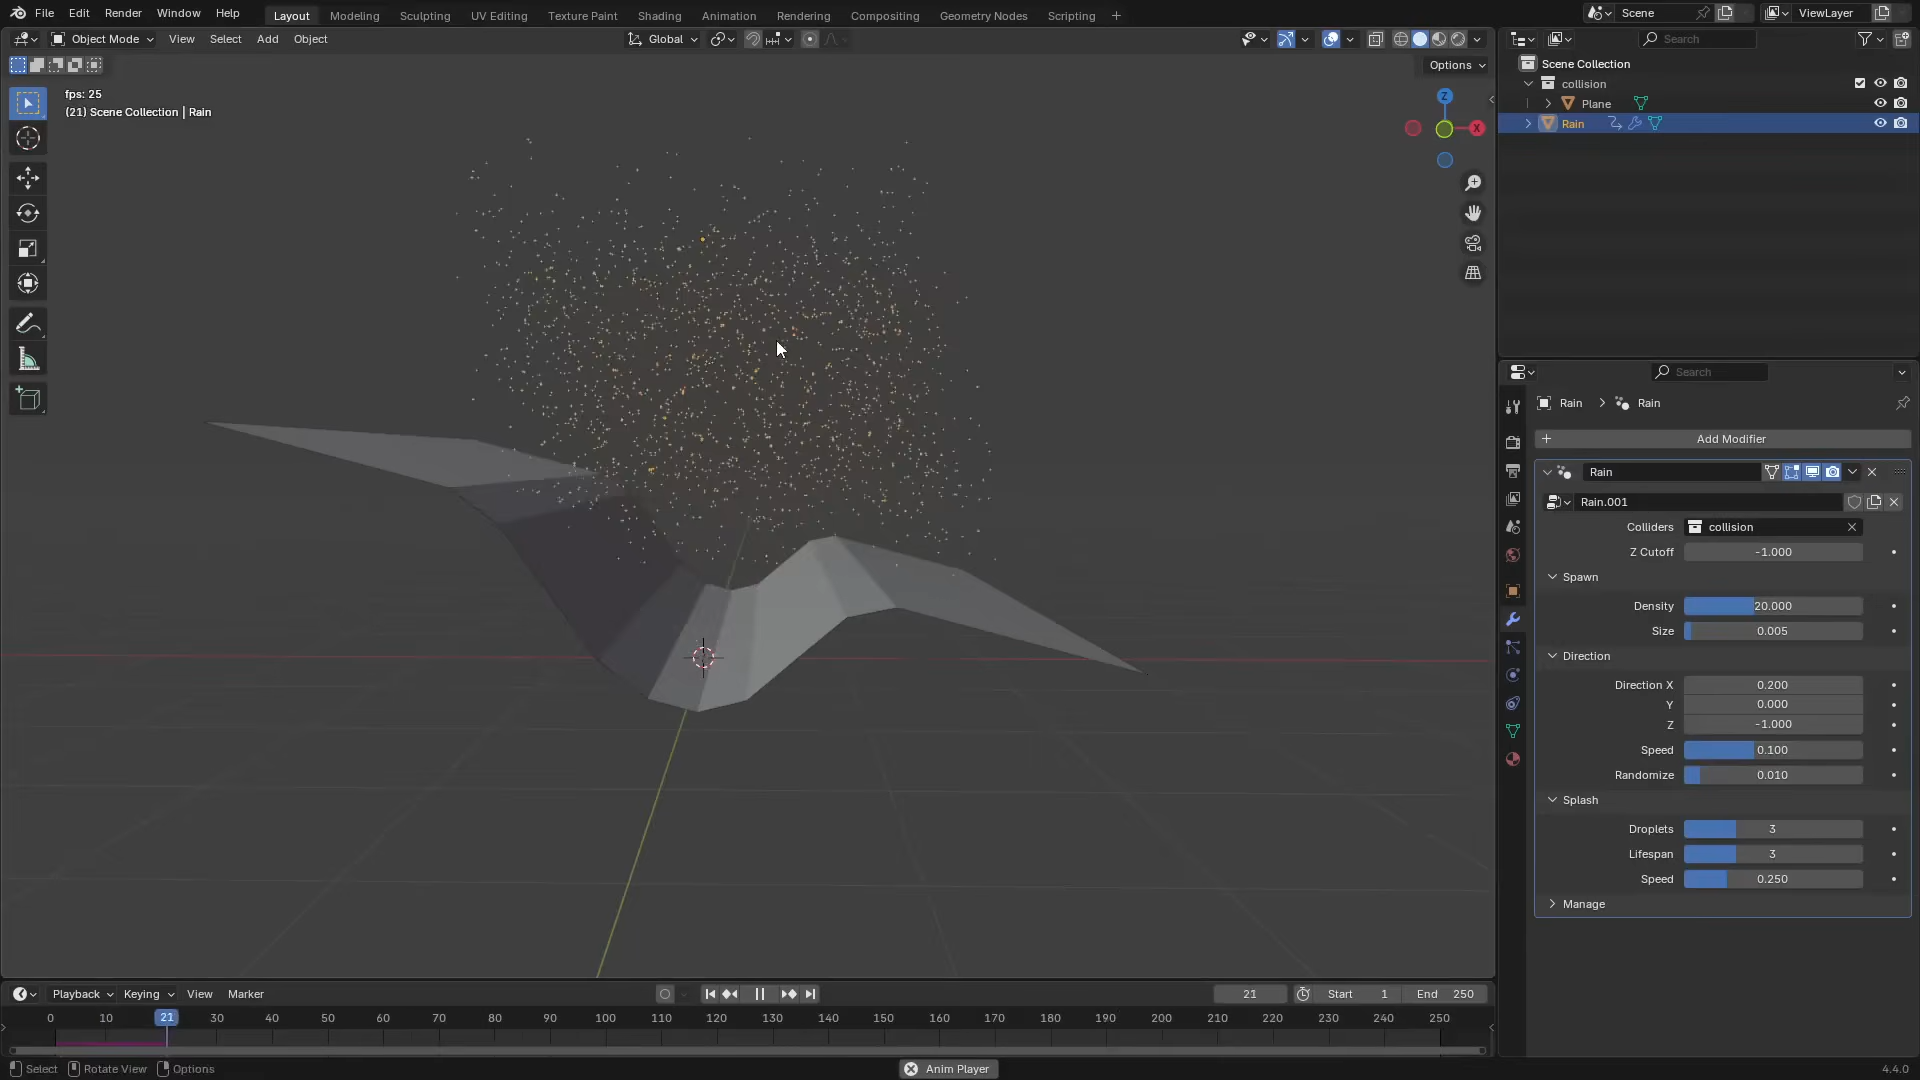 File Edit Render Window Help Layout Modeling Sculpting UV Editing Texture Paint Shading Animation Rendering Compositing Geometry Nodes Scripting + Scene ViewLayer
Object Mode View Select Add Object Global Search
Options
fps: 25
(21) Scene Collection | Rain
Z
X
Scene Collection
collision
Plane
Rain
Search
Rain > Rain
+ Add Modifier
Rain
Rain.001
Colliders collision
Z Cutoff -1.000
Spawn
Density 20.000
Size 0.005
Direction
Direction X 0.200
Y 0.000
Z -1.000
Speed 0.100
Randomize 0.010
Splash
Droplets 3
Lifespan 3
Speed 0.250
Manage
Playback Keying View Marker 21 Start 1 End 250
0 10 21 30 40 50 60 70 80 90 100 110 120 130 140 150 160 170 180 190 200 210 220 230 240 250
Select Rotate View Options Anim Player 4.4.0